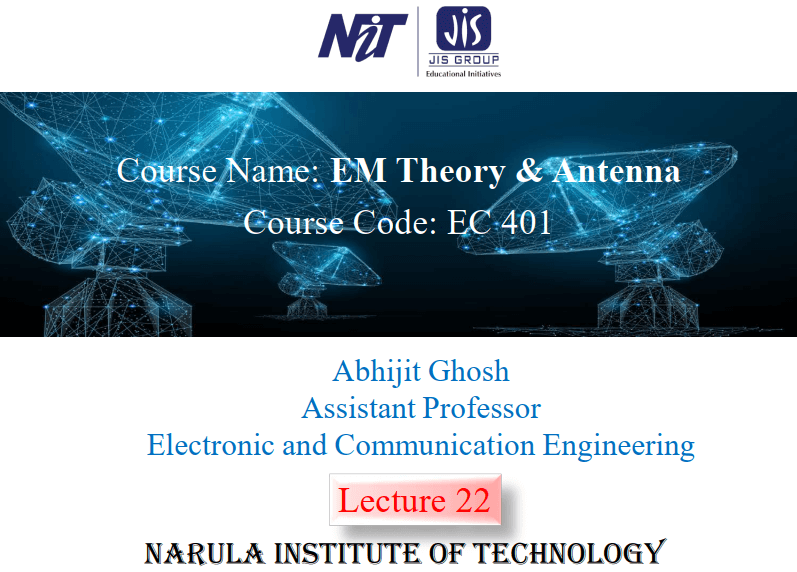 NiT
JIS
JIS GROUP
Educational Initiatives
Course Name: EM Theory & Antenna
Course Code: EC 401
Abhijit Ghosh
Assistant Professor
Electronic and Communication Engineering
Lecture 22
NARULA INSTITUTE OF TECHNOLOGY